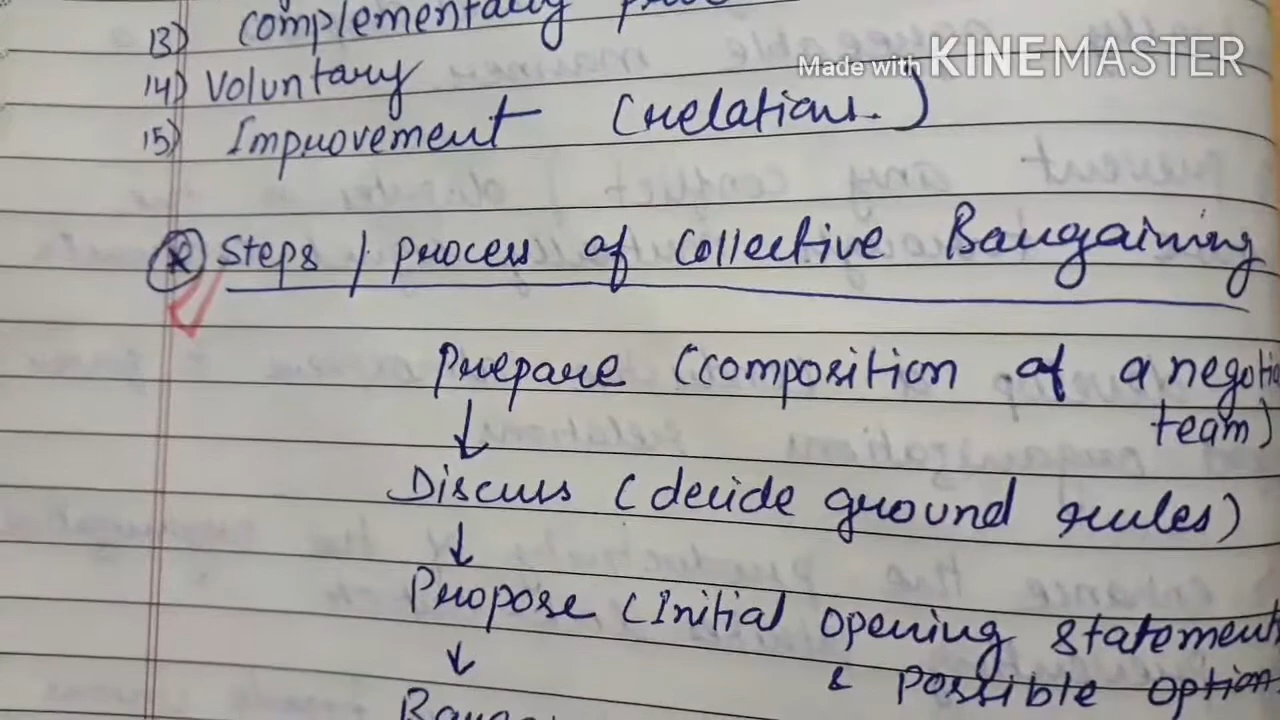 13) Complementary
14) Voluntary
Made with KINEMASTER
15) Improvement (relations.)
* Steps / process of Collective Bargaining
Prepare (composition of a negotia
team)
↓
Discuss (decide ground rules)
↓
Propose (Initial opening statement
& possible option
↓